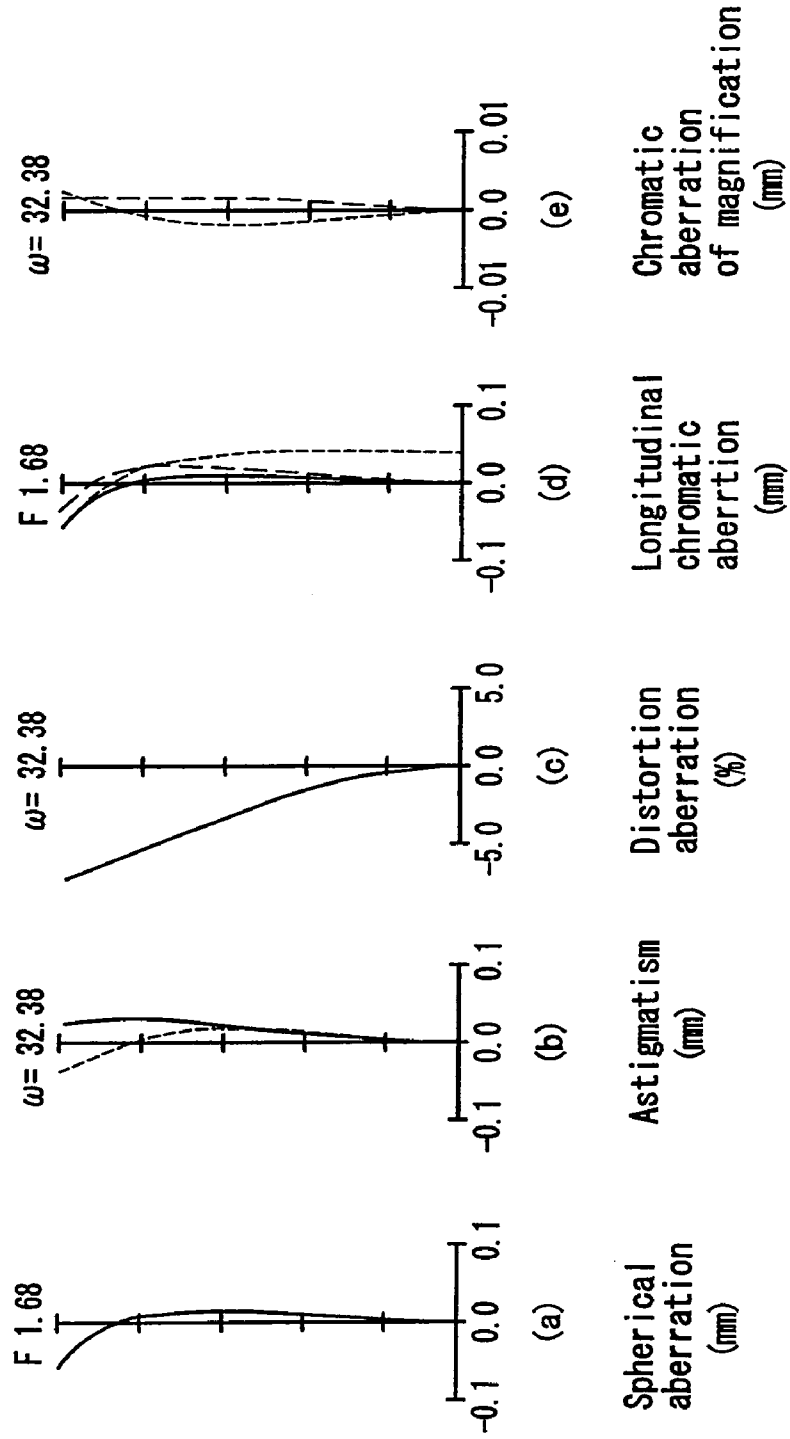 F 1.68
-0.1 0.0 0.1
(a)
Spherical
aberration
(mm)
ω= 32.38
-0.1 0.0 0.1
(b)
Astigmatism
(mm)
ω= 32.38
-5.0 0.0 5.0
(c)
Distortion
aberration
(%)
F 1.68
-0.1 0.0 0.1
(d)
Longitudinal
chromatic
aberrtion
(mm)
ω= 32.38
-0.01 0.0 0.01
(e)
Chromatic
aberration
of magnification
(mm)